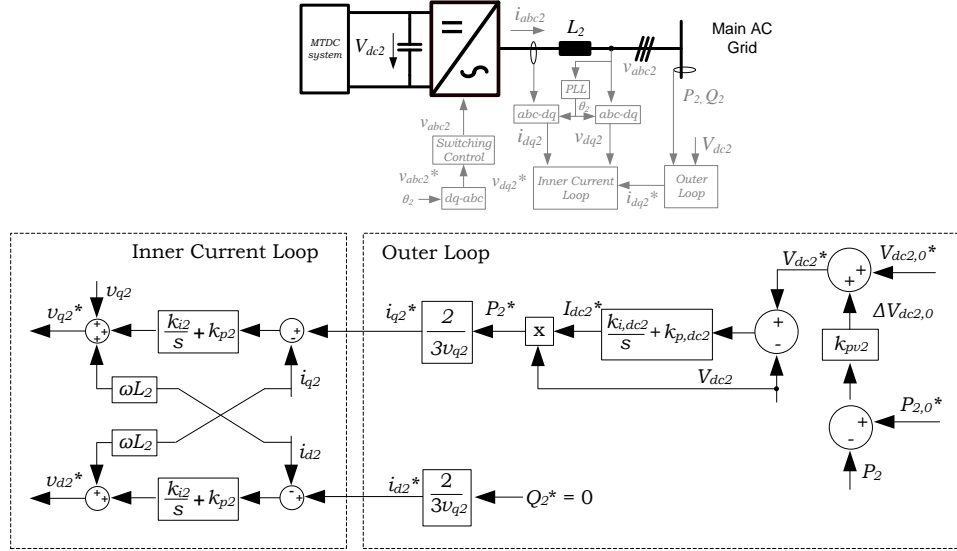 MTDC system
V_dc2
i_abc2
L_2
v_abc2
Main AC Grid
P_2, Q_2
PLL
θ_2
abc-dq
abc-dq
i_dq2
v_dq2
V_dc2
v_abc2
Switching Control
v_abc2*
θ_2
dq-abc
v_dq2*
Inner Current Loop
i_dq2*
Outer Loop
Inner Current Loop
v_q2
v_q2*
+
+
+
k_i2/s + k_p2
-
+
i_q2
ωL_2
ωL_2
i_d2
v_d2*
+
+
k_i2/s + k_p2
-
+
Outer Loop
i_q2*
2/3v_q2
P_2*
x
I_dc2*
k_i,dc2/s + k_p,dc2
V_dc2
+
-
V_dc2*
+
+
V_dc2,0*
ΔV_dc2,0
k_pv2
+
-
P_2,0*
P_2
i_d2*
2/3v_q2
Q_2* = 0